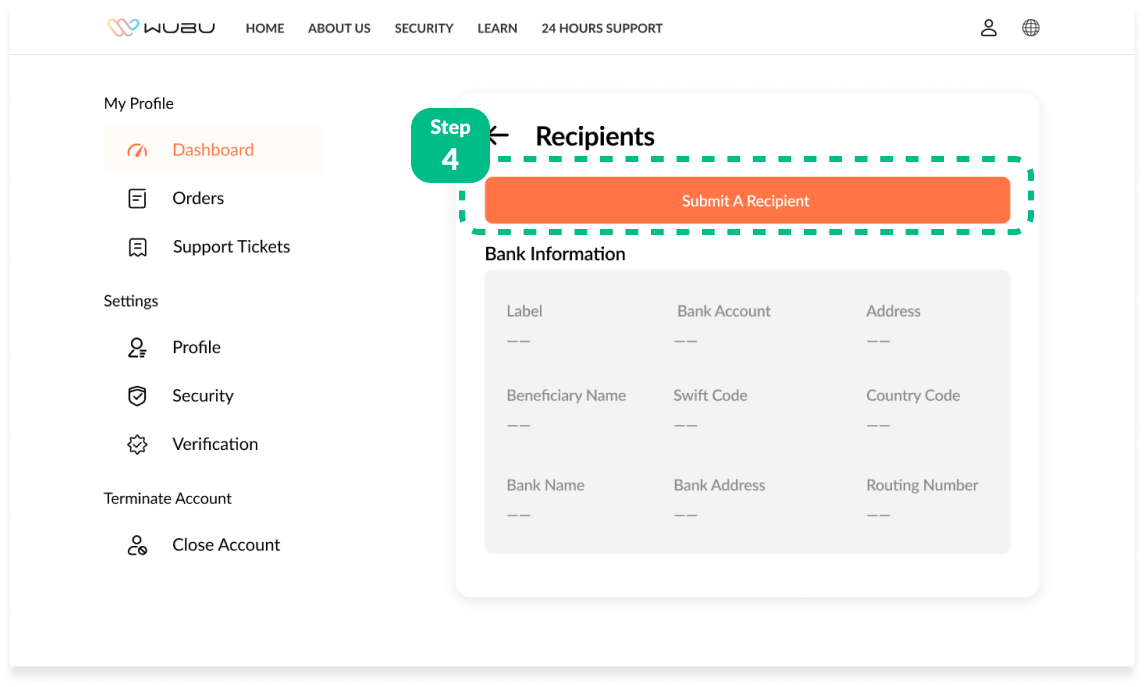 WUBU HOME ABOUT US SECURITY LEARN 24 HOURS SUPPORT
My Profile
Dashboard
Orders
Support Tickets
Settings
Profile
Security
Verification
Terminate Account
Close Account
Step
4
Recipients
Submit A Recipient
Bank Information
Label Bank Account Address
—— —— ——
Beneficiary Name Swift Code Country Code
—— —— ——
Bank Name Bank Address Routing Number
—— —— ——